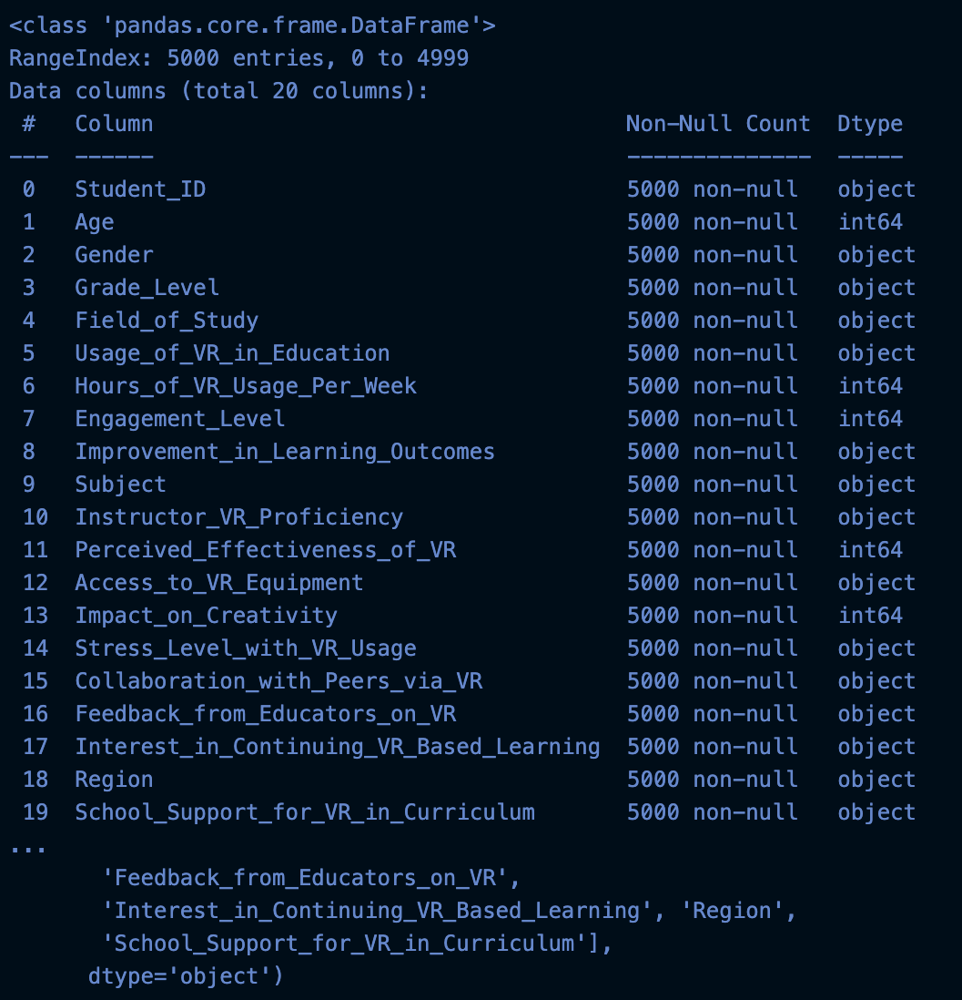 <class 'pandas.core.frame.DataFrame'>
RangeIndex: 5000 entries, 0 to 4999
Data columns (total 20 columns):
 #   Column                                  Non-Null Count  Dtype
---  ------                                  --------------  -----
 0   Student_ID                              5000 non-null   object
 1   Age                                     5000 non-null   int64
 2   Gender                                  5000 non-null   object
 3   Grade_Level                             5000 non-null   object
 4   Field_of_Study                          5000 non-null   object
 5   Usage_of_VR_in_Education                5000 non-null   object
 6   Hours_of_VR_Usage_Per_Week              5000 non-null   int64
 7   Engagement_Level                        5000 non-null   int64
 8   Improvement_in_Learning_Outcomes        5000 non-null   object
 9   Subject                                 5000 non-null   object
 10  Instructor_VR_Proficiency               5000 non-null   object
 11  Perceived_Effectiveness_of_VR           5000 non-null   int64
 12  Access_to_VR_Equipment                  5000 non-null   object
 13  Impact_on_Creativity                    5000 non-null   int64
 14  Stress_Level_with_VR_Usage              5000 non-null   object
 15  Collaboration_with_Peers_via_VR         5000 non-null   object
 16  Feedback_from_Educators_on_VR           5000 non-null   object
 17  Interest_in_Continuing_VR_Based_Learning  5000 non-null   object
 18  Region                                  5000 non-null   object
 19  School_Support_for_VR_in_Curriculum     5000 non-null   object
...
       'Feedback_from_Educators_on_VR',
       'Interest_in_Continuing_VR_Based_Learning', 'Region',
       'School_Support_for_VR_in_Curriculum'],
      dtype='object')